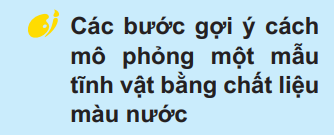 Các bước gợi ý cách
mô phỏng một mẫu
tĩnh vật bằng chất liệu
màu nước